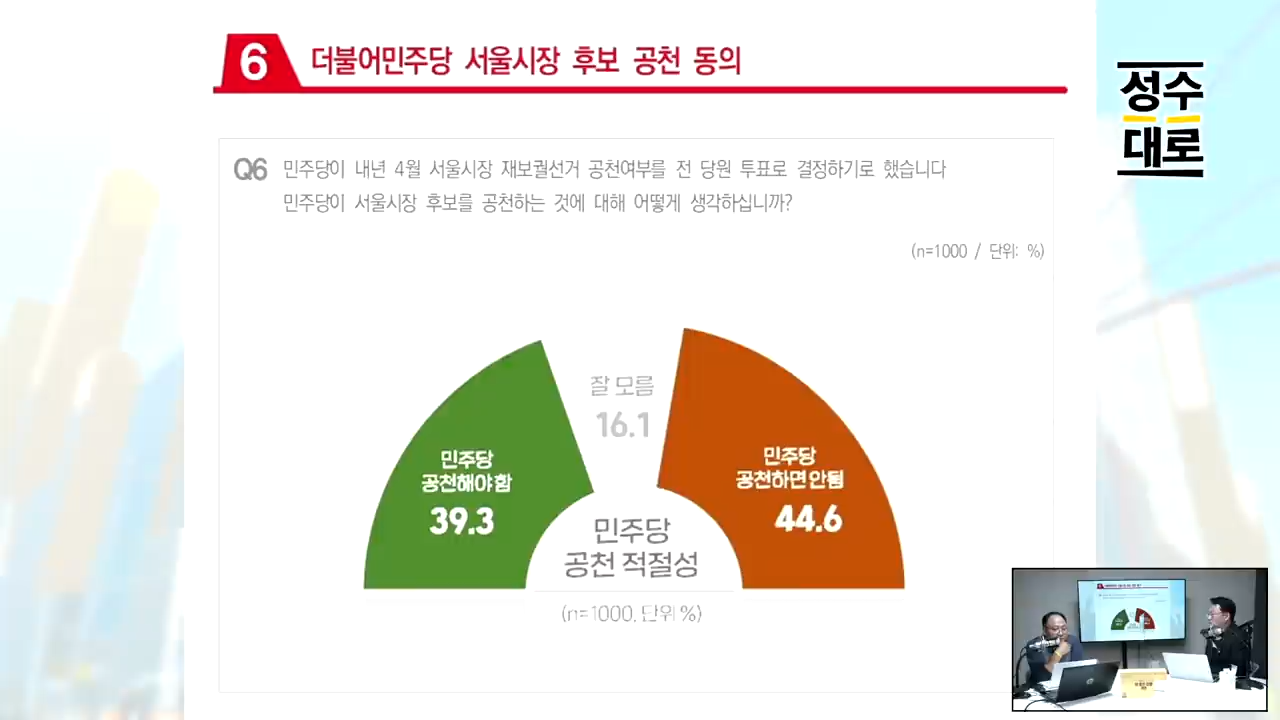 6 더불어민주당 서울시장 후보 공천 동의
성수
대로
Q6 민주당이 내년 4월 서울시장 재보궐선거 공천여부를 전 당원 투표로 결정하기로 했습니다
민주당이 서울시장 후보를 공천하는 것에 대해 어떻게 생각하십니까?
(n=1000 / 단위: %)
잘 모름
16.1
민주당
공천해야 함
39.3
민주당
공천하면 안됨
44.6
민주당
공천 적절성
(n=1000, 단위 %)